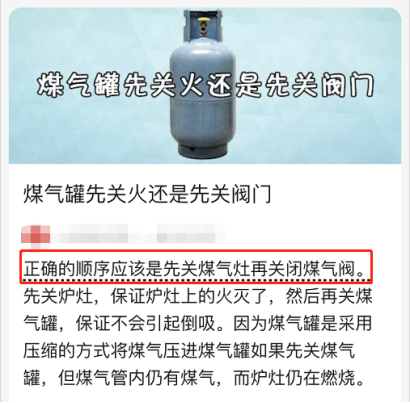 煤气罐先关火还是先关阀门
煤气罐先关火还是先关阀门
正确的顺序应该是先关煤气灶再关闭煤气阀。
先关炉灶，保证炉灶上的火灭了，然后再关煤
气罐，保证不会引起倒吸。因为煤气罐是采用
压缩的方式将煤气压进煤气罐如果先关煤气
罐，但煤气管内仍有煤气，而炉灶仍在燃烧。